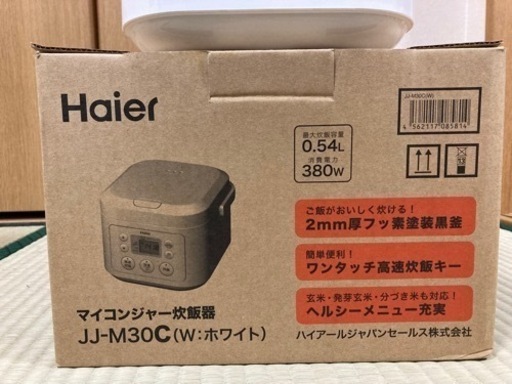 Haier
JJ-M30C(W)
4 562117 085814
最大炊飯容量
0.54L
消費電力
380W
ご飯がおいしく炊ける!
2mm厚フッ素塗装黒釜
簡単便利!
ワンタッチ高速炊飯キー
玄米・発芽玄米・分づき米も対応!
ヘルシーメニュー充実
マイコンジャー炊飯器
JJ-M30C(W:ホワイト)
ハイアールジャパンセールス株式会社